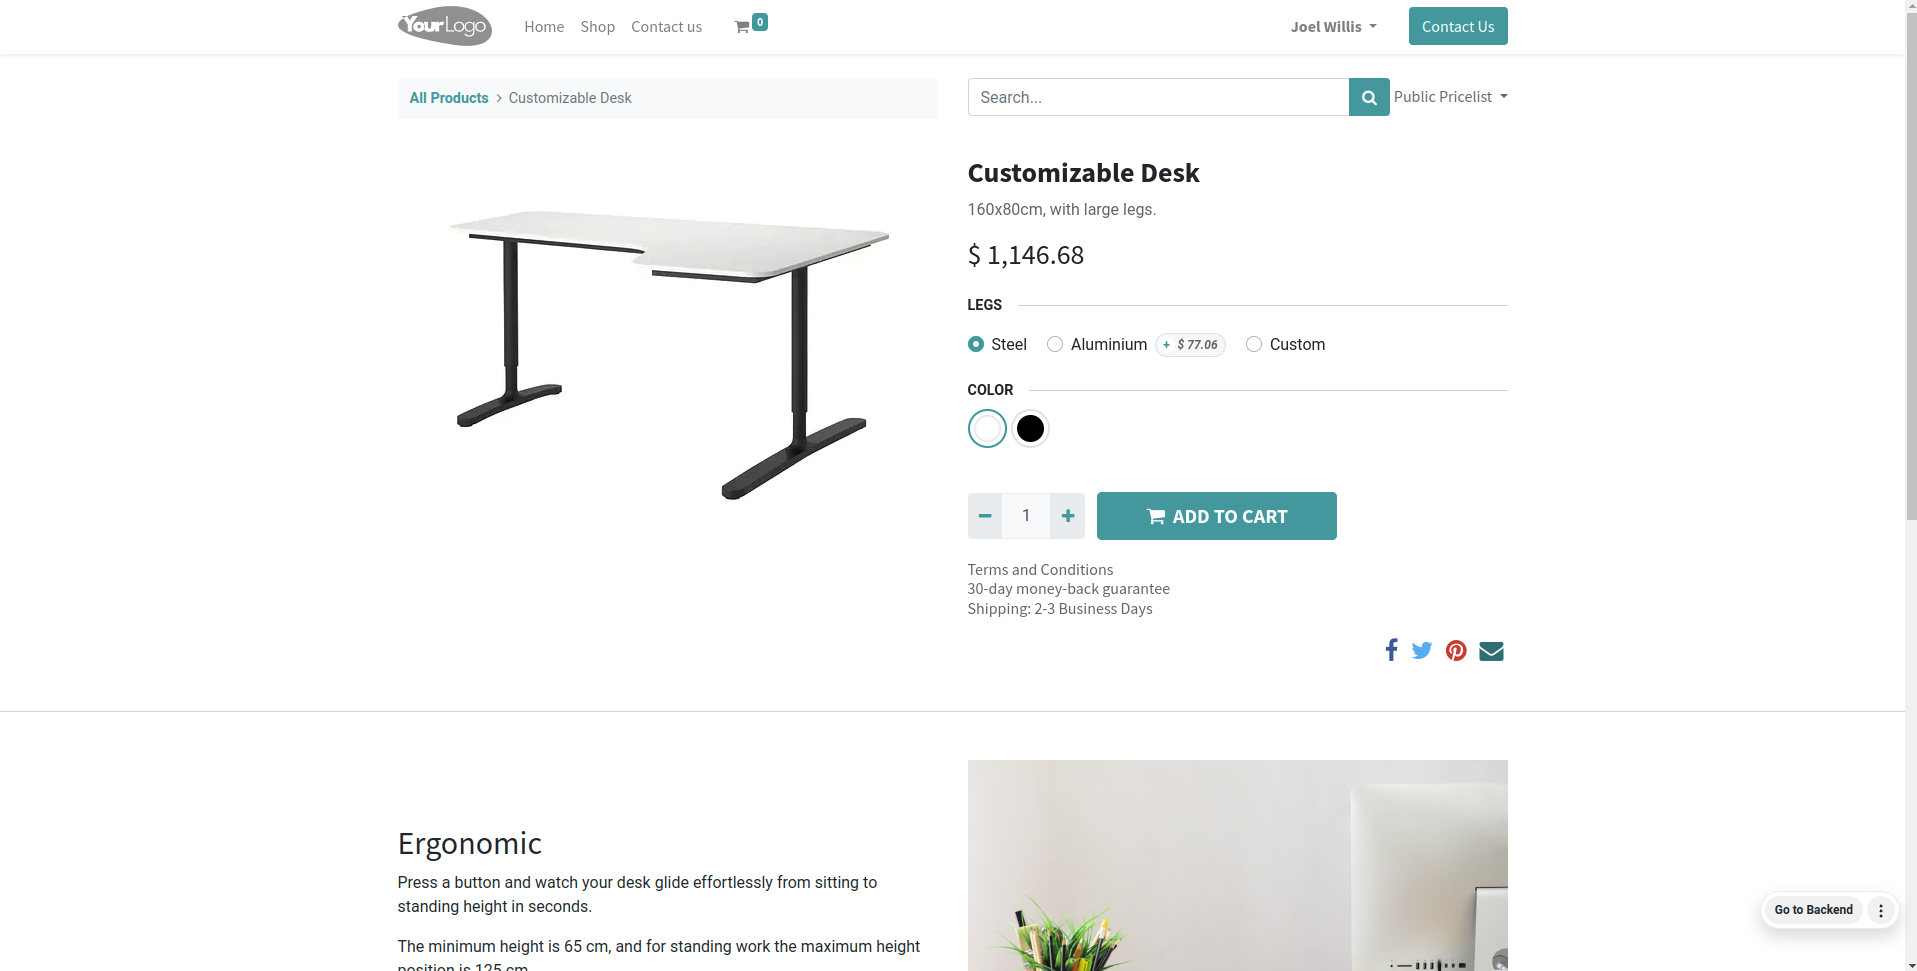 YourLogo
Home
Shop
Contact us
0
Joel Willis
Contact Us
All Products > Customizable Desk
Search...
Public Pricelist
Customizable Desk
160x80cm, with large legs.
$ 1,146.68
LEGS
Steel
Aluminium
+ $ 77.06
Custom
COLOR
1
ADD TO CART
Terms and Conditions
30-day money-back guarantee
Shipping: 2-3 Business Days
Ergonomic
Press a button and watch your desk glide effortlessly from sitting to
standing height in seconds.
The minimum height is 65 cm, and for standing work the maximum height
position is 125 cm.
Go to Backend